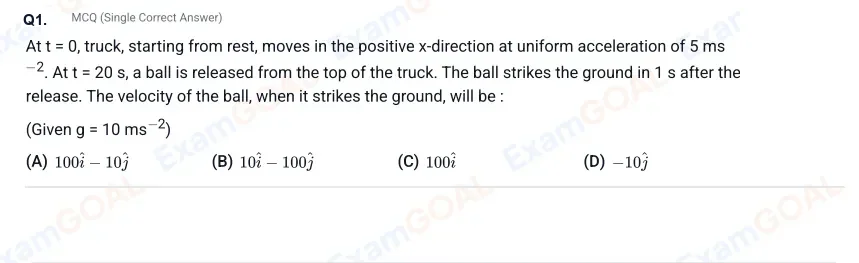 Q1. MCQ (Single Correct Answer)
At t = 0, truck, starting from rest, moves in the positive x-direction at uniform acceleration of 5 ms
⁻². At t = 20 s, a ball is released from the top of the truck. The ball strikes the ground in 1 s after the
release. The velocity of the ball, when it strikes the ground, will be :
(Given g = 10 ms⁻²)
(A) 100î − 10ĵ (B) 10î − 100ĵ (C) 100î (D) −10ĵ
ExamGOAL